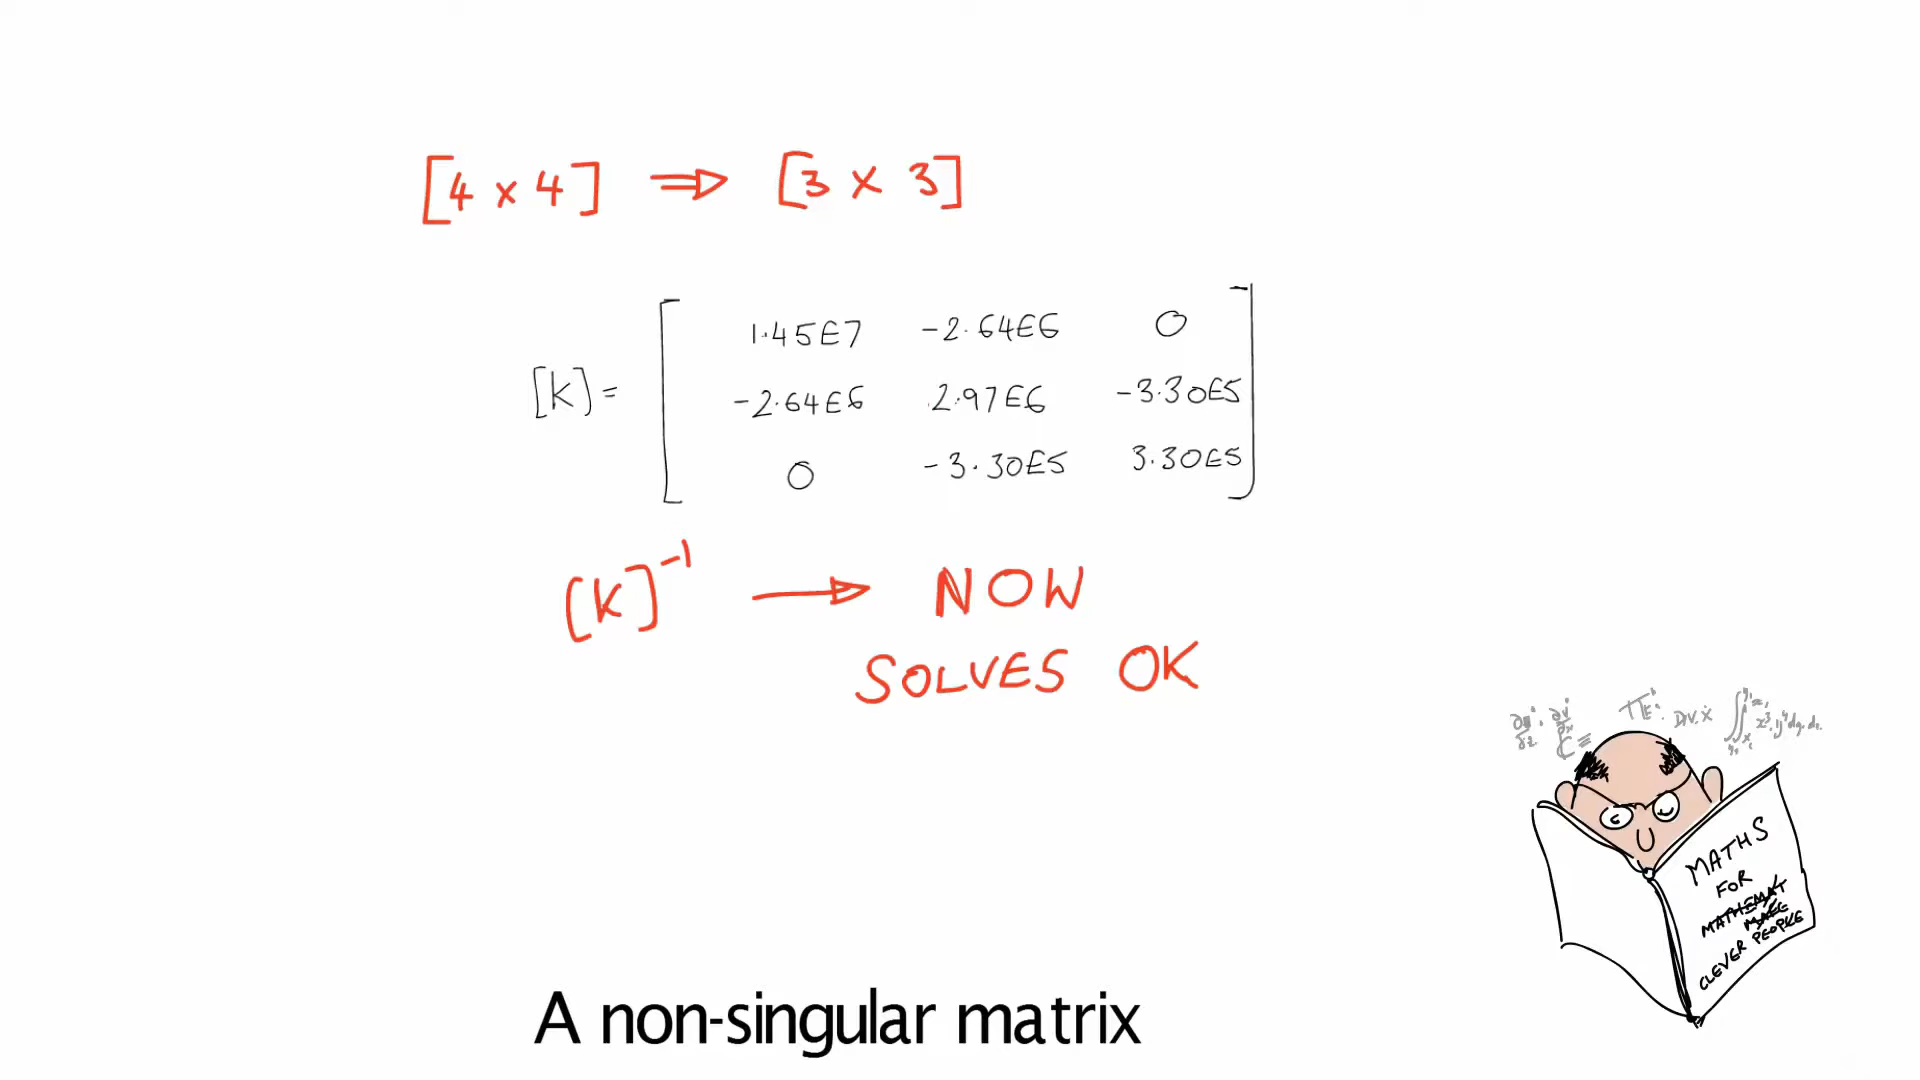 [4 x 4] ⇒ [3 x 3]
1.45E7 -2.64E6 0
[K] = -2.64E6 2.97E6 -3.30E5
0 -3.30E5 3.30E5
[K]⁻¹ → NOW
SOLVES OK
MATHS
FOR
CLEVER PEOPLE
A non-singular matrix